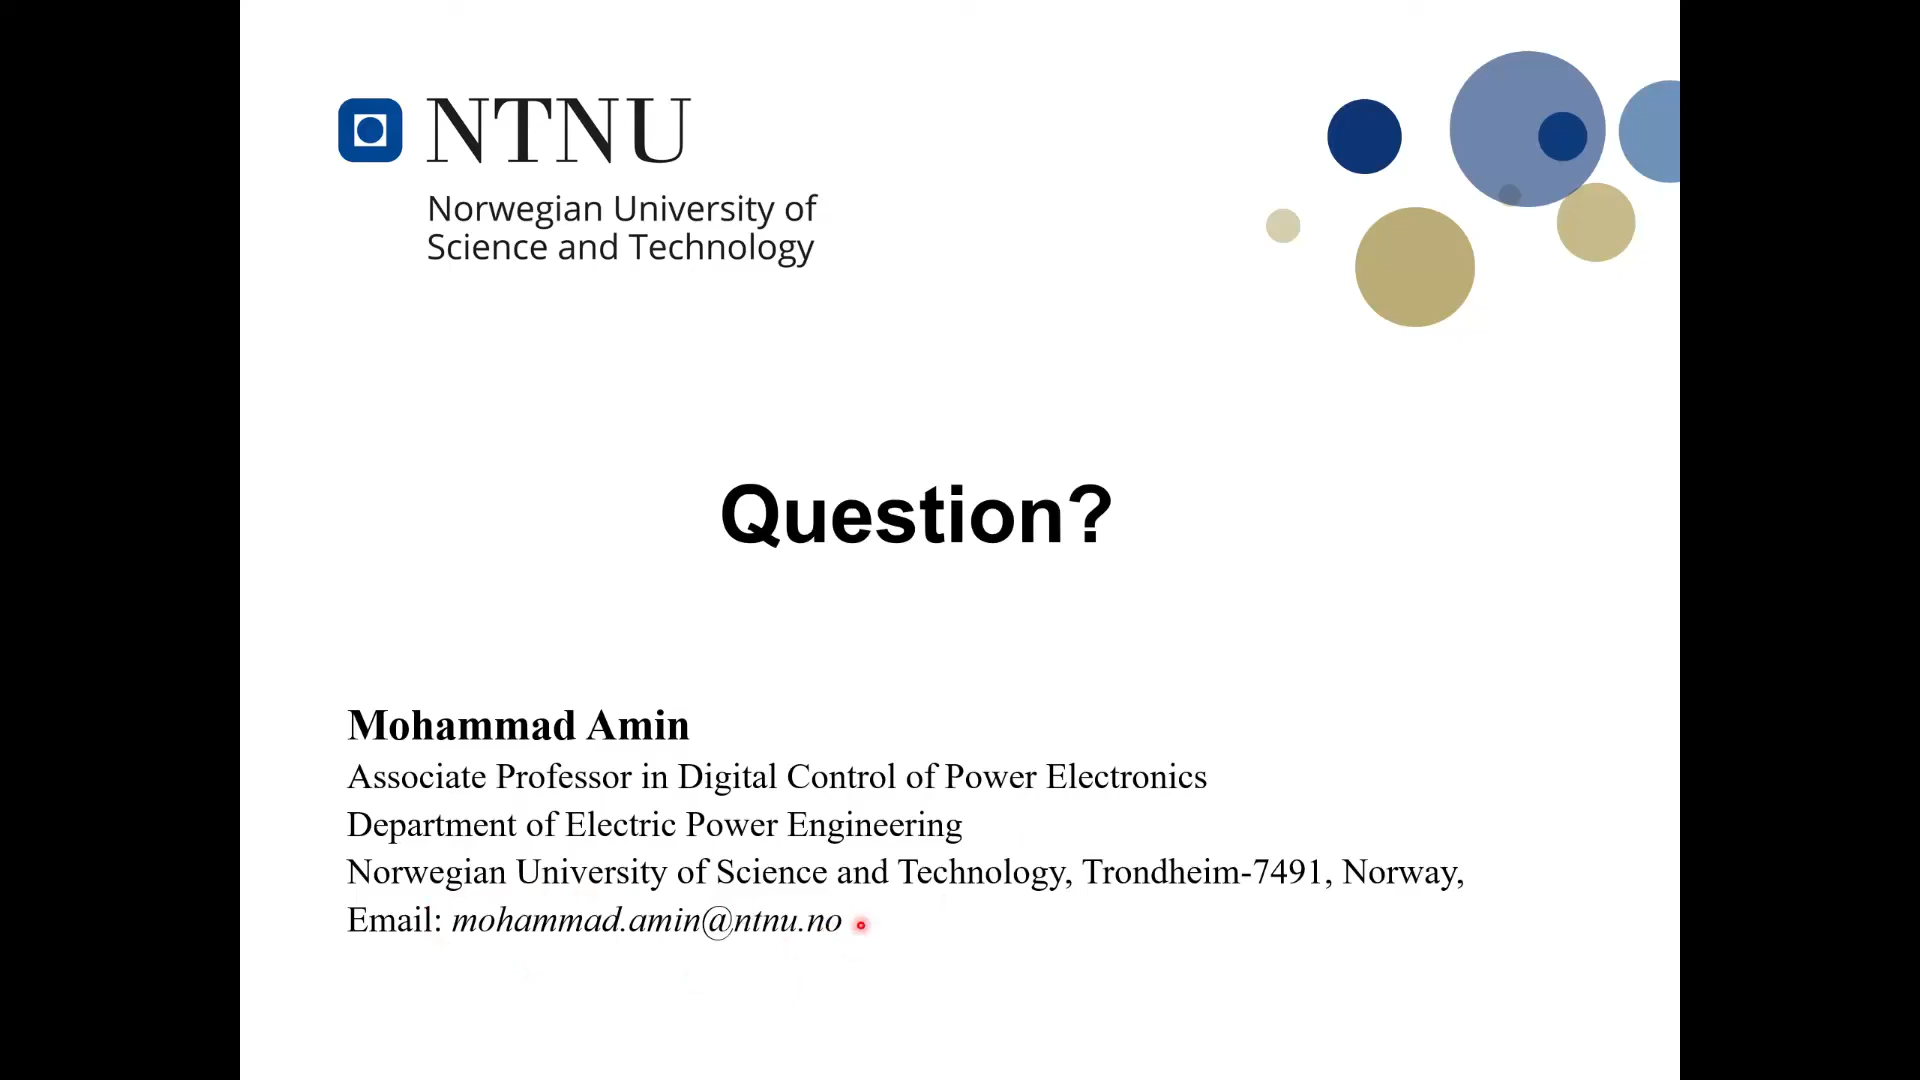 NTNU
Norwegian University of
Science and Technology
Question?
Mohammad Amin
Associate Professor in Digital Control of Power Electronics
Department of Electric Power Engineering
Norwegian University of Science and Technology, Trondheim-7491, Norway,
Email: mohammad.amin@ntnu.no